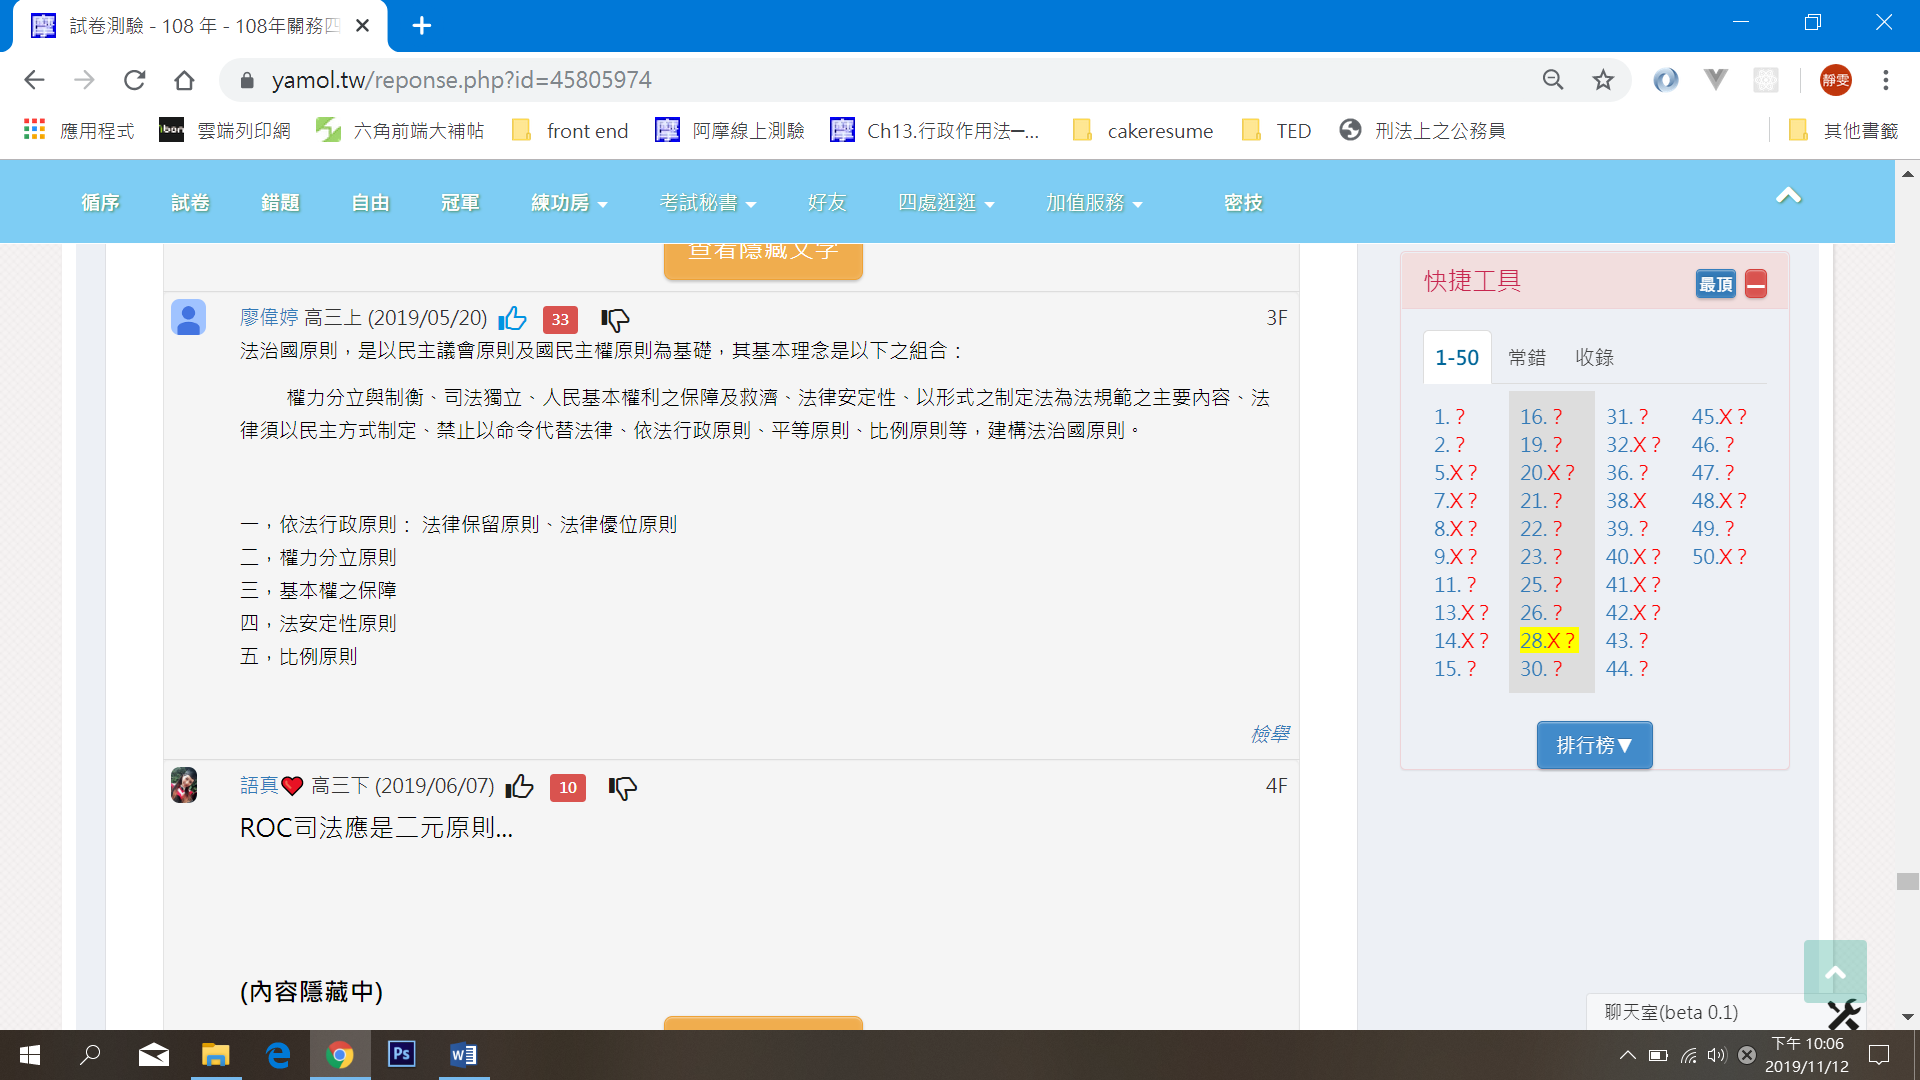 試卷測驗 - 108 年 - 108年關務四
yamol.tw/reponse.php?id=45805974
靜雯
應用程式
ibon
雲端列印網
六角前端大補帖
front end
摩
阿摩線上測驗
摩
Ch13.行政作用法—...
cakeresume
TED
刑法上之公務員
其他書籤
循序
試卷
錯題
自由
冠軍
練功房
考試秘書
好友
四處逛逛
加值服務
密技
查看隱藏文字
廖偉婷 高三上 (2019/05/20) 33 3F
法治國原則，是以民主議會原則及國民主權原則為基礎，其基本理念是以下之組合：
權力分立與制衡、司法獨立、人民基本權利之保障及救濟、法律安定性、以形式之制定法為法規範之主要內容、法
律須以民主方式制定、禁止以命令代替法律、依法行政原則、平等原則、比例原則等，建構法治國原則。
一，依法行政原則： 法律保留原則、法律優位原則
二，權力分立原則
三，基本權之保障
四，法安定性原則
五，比例原則
檢舉
語真❤ 高三下 (2019/06/07) 10 4F
ROC司法應是二元原則...
(內容隱藏中)
快捷工具
最頂
1-50 常錯 收錄
1. ? 16. ? 31. ? 45.X ?
2. ? 19. ? 32.X ? 46. ?
5.X ? 20.X ? 36. ? 47. ?
7.X ? 21. ? 38.X 48.X ?
8.X ? 22. ? 39. ? 49. ?
9.X ? 23. ? 40.X ? 50.X ?
11. ? 25. ? 41.X ?
13.X ? 26. ? 42.X ?
14.X ? 28.X ? 43. ?
15. ? 30. ? 44. ?
排行榜▼
聊天室(beta 0.1)
Ps
下午 10:06
2019/11/12